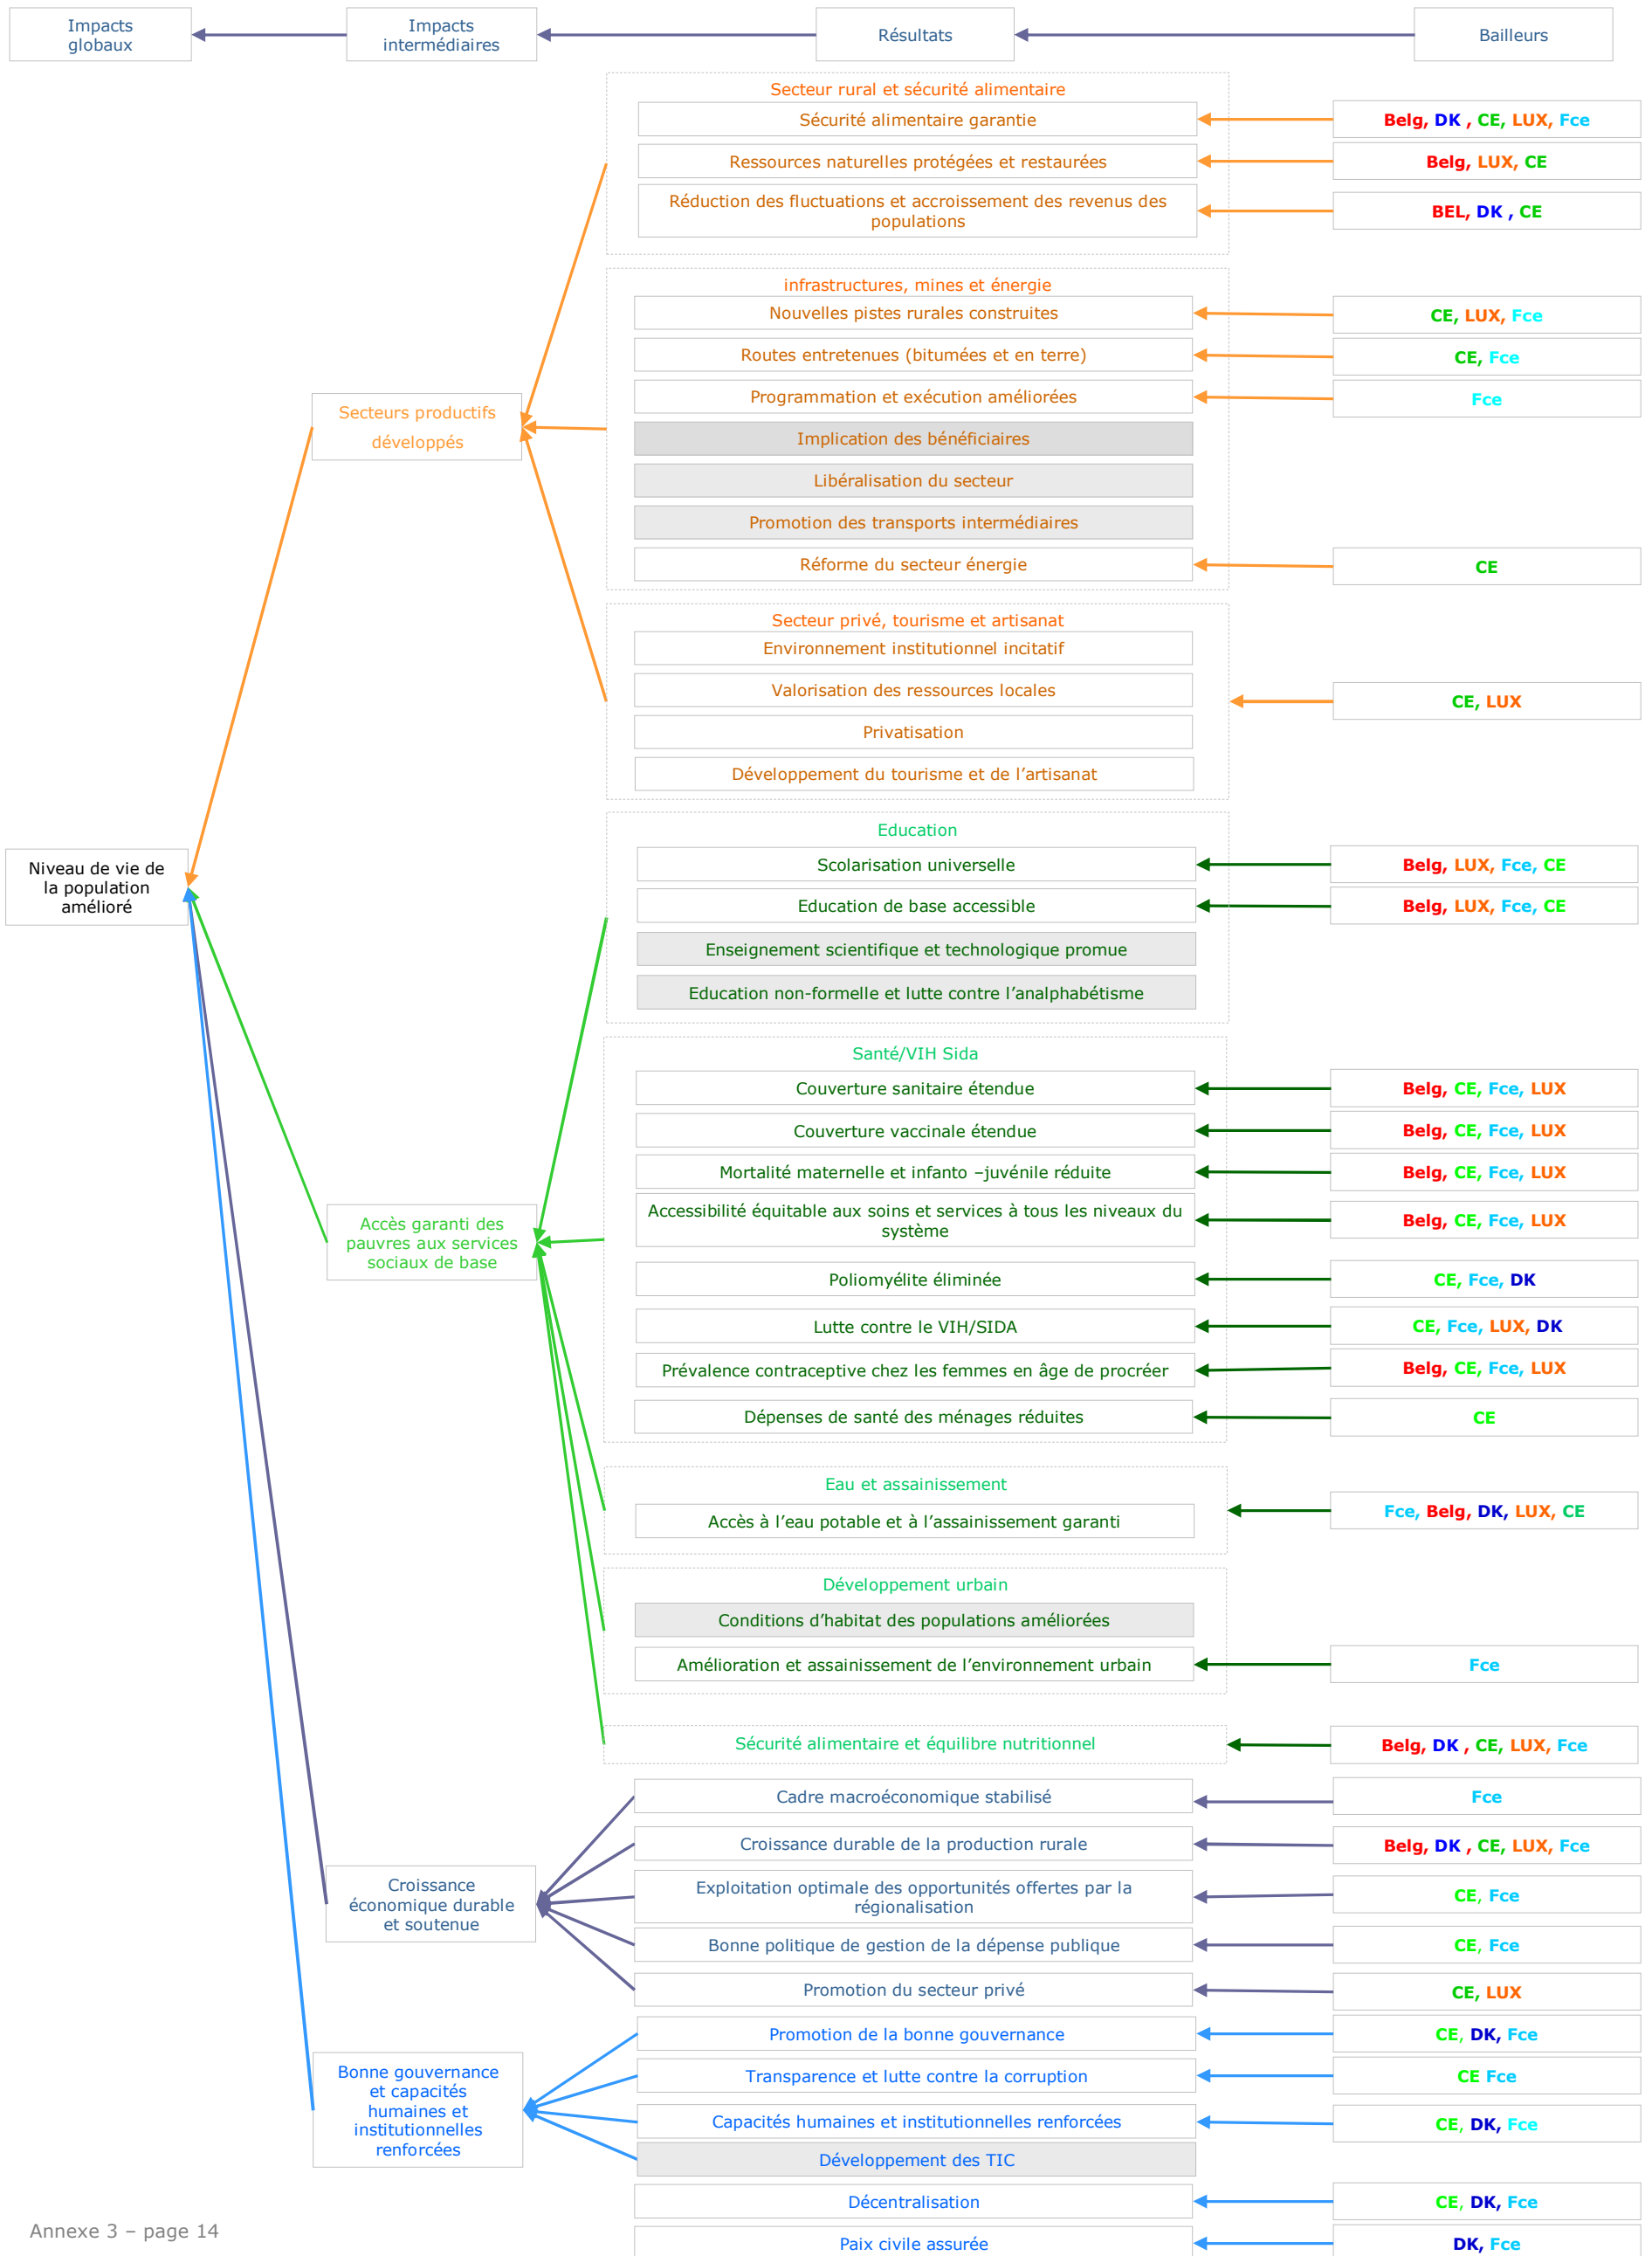 Impacts
globaux
Impacts
intermédiaires
Résultats
Bailleurs
Secteur rural et sécurité alimentaire
Sécurité alimentaire garantie
Belg, DK , CE, LUX, Fce
Ressources naturelles protégées et restaurées
Belg, LUX, CE
Réduction des fluctuations et accroissement des revenus des
populations
BEL, DK , CE
infrastructures, mines et énergie
Nouvelles pistes rurales construites
CE, LUX, Fce
Routes entretenues (bitumées et en terre)
CE, Fce
Programmation et exécution améliorées
Fce
Secteurs productifs
développés
Implication des bénéficiaires
Libéralisation du secteur
Promotion des transports intermédiaires
Réforme du secteur énergie
CE
Secteur privé, tourisme et artisanat
Environnement institutionnel incitatif
Valorisation des ressources locales
CE, LUX
Privatisation
Développement du tourisme et de l’artisanat
Education
Scolarisation universelle
Belg, LUX, Fce, CE
Niveau de vie de
la population
amélioré
Education de base accessible
Belg, LUX, Fce, CE
Enseignement scientifique et technologique promue
Education non-formelle et lutte contre l’analphabétisme
Santé/VIH Sida
Couverture sanitaire étendue
Belg, CE, Fce, LUX
Couverture vaccinale étendue
Belg, CE, Fce, LUX
Mortalité maternelle et infanto –juvénile réduite
Belg, CE, Fce, LUX
Accessibilité équitable aux soins et services à tous les niveaux du
système
Belg, CE, Fce, LUX
Accès garanti des
pauvres aux services
sociaux de base
Poliomyélite éliminée
CE, Fce, DK
Lutte contre le VIH/SIDA
CE, Fce, LUX, DK
Prévalence contraceptive chez les femmes en âge de procréer
Belg, CE, Fce, LUX
Dépenses de santé des ménages réduites
CE
Eau et assainissement
Accès à l’eau potable et à l’assainissement garanti
Fce, Belg, DK, LUX, CE
Développement urbain
Conditions d’habitat des populations améliorées
Amélioration et assainissement de l’environnement urbain
Fce
Sécurité alimentaire et équilibre nutritionnel
Belg, DK , CE, LUX, Fce
Cadre macroéconomique stabilisé
Fce
Croissance durable de la production rurale
Belg, DK , CE, LUX, Fce
Croissance
économique durable
et soutenue
Exploitation optimale des opportunités offertes par la
régionalisation
CE, Fce
Bonne politique de gestion de la dépense publique
CE, Fce
Promotion du secteur privé
CE, LUX
Promotion de la bonne gouvernance
CE, DK, Fce
Bonne gouvernance
et capacités
humaines et
institutionnelles
renforcées
Transparence et lutte contre la corruption
CE Fce
Capacités humaines et institutionnelles renforcées
CE, DK, Fce
Développement des TIC
Décentralisation
CE, DK, Fce
Paix civile assurée
DK, Fce
Annexe 3 – page 14